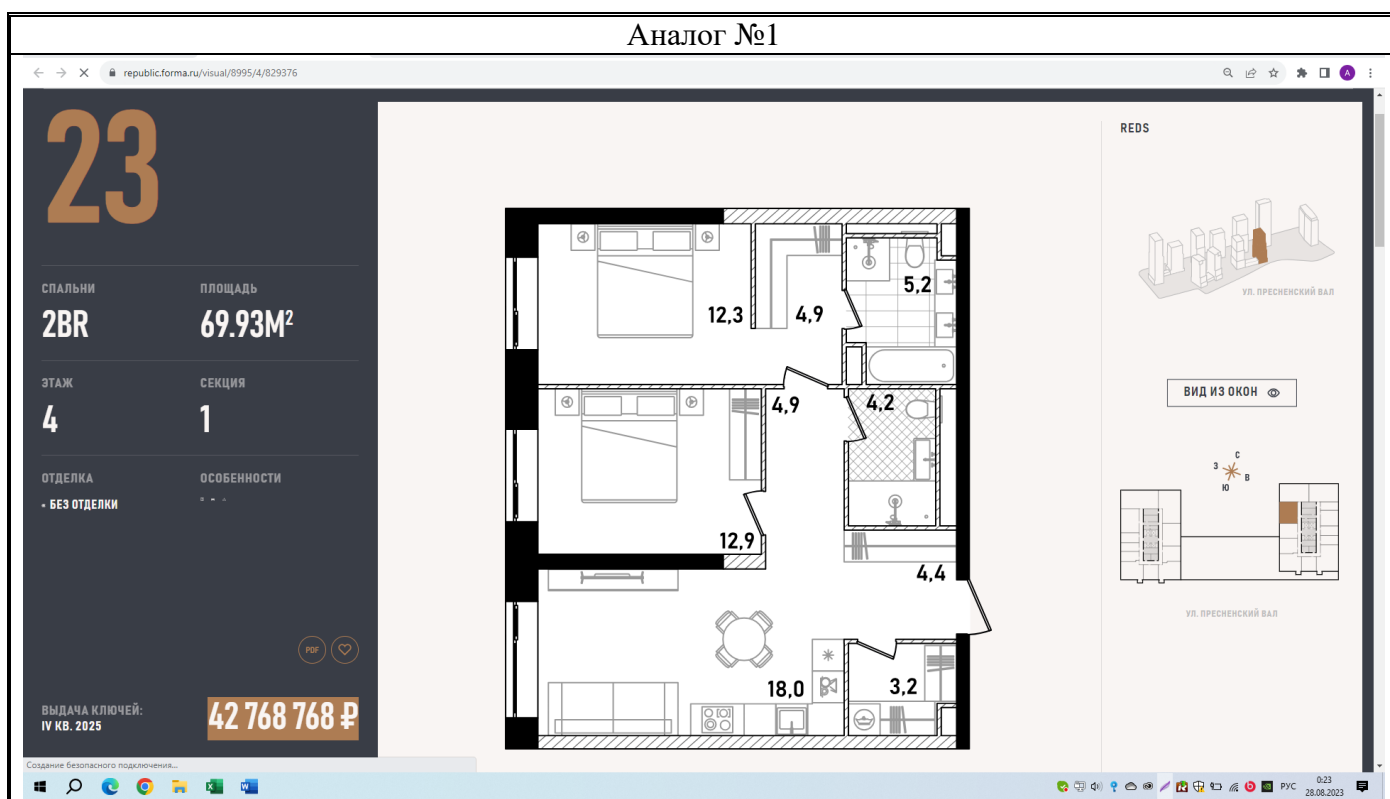 Аналог №1
republic.forma.ru/visual/8995/4/829376
A
23
СПАЛЬНИ
ПЛОЩАДЬ
2BR
69.93М²
ЭТАЖ
СЕКЦИЯ
4
1
ОТДЕЛКА
ОСОБЕННОСТИ
• БЕЗ ОТДЕЛКИ
PDF
ВЫДАЧА КЛЮЧЕЙ:
IV КВ. 2025
42 768 768 ₽
12,3
4,9
5,2
4,9
4,2
12,9
4,4
18,0
3,2
REDS
УЛ. ПРЕСНЕНСКИЙ ВАЛ
ВИД ИЗ ОКОН
С
З
В
Ю
УЛ. ПРЕСНЕНСКИЙ ВАЛ
Создание безопасного подключения...
РУС
0:23
28.08.2023